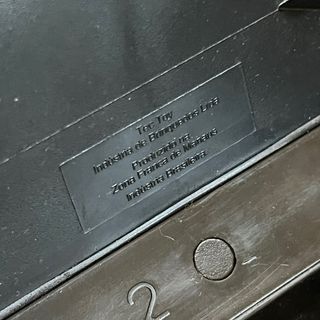 Tec Toy
Indústria de Brinquedos Ltda
Produzido na
Zona Franca de Manaus
Indústria Brasileira
2